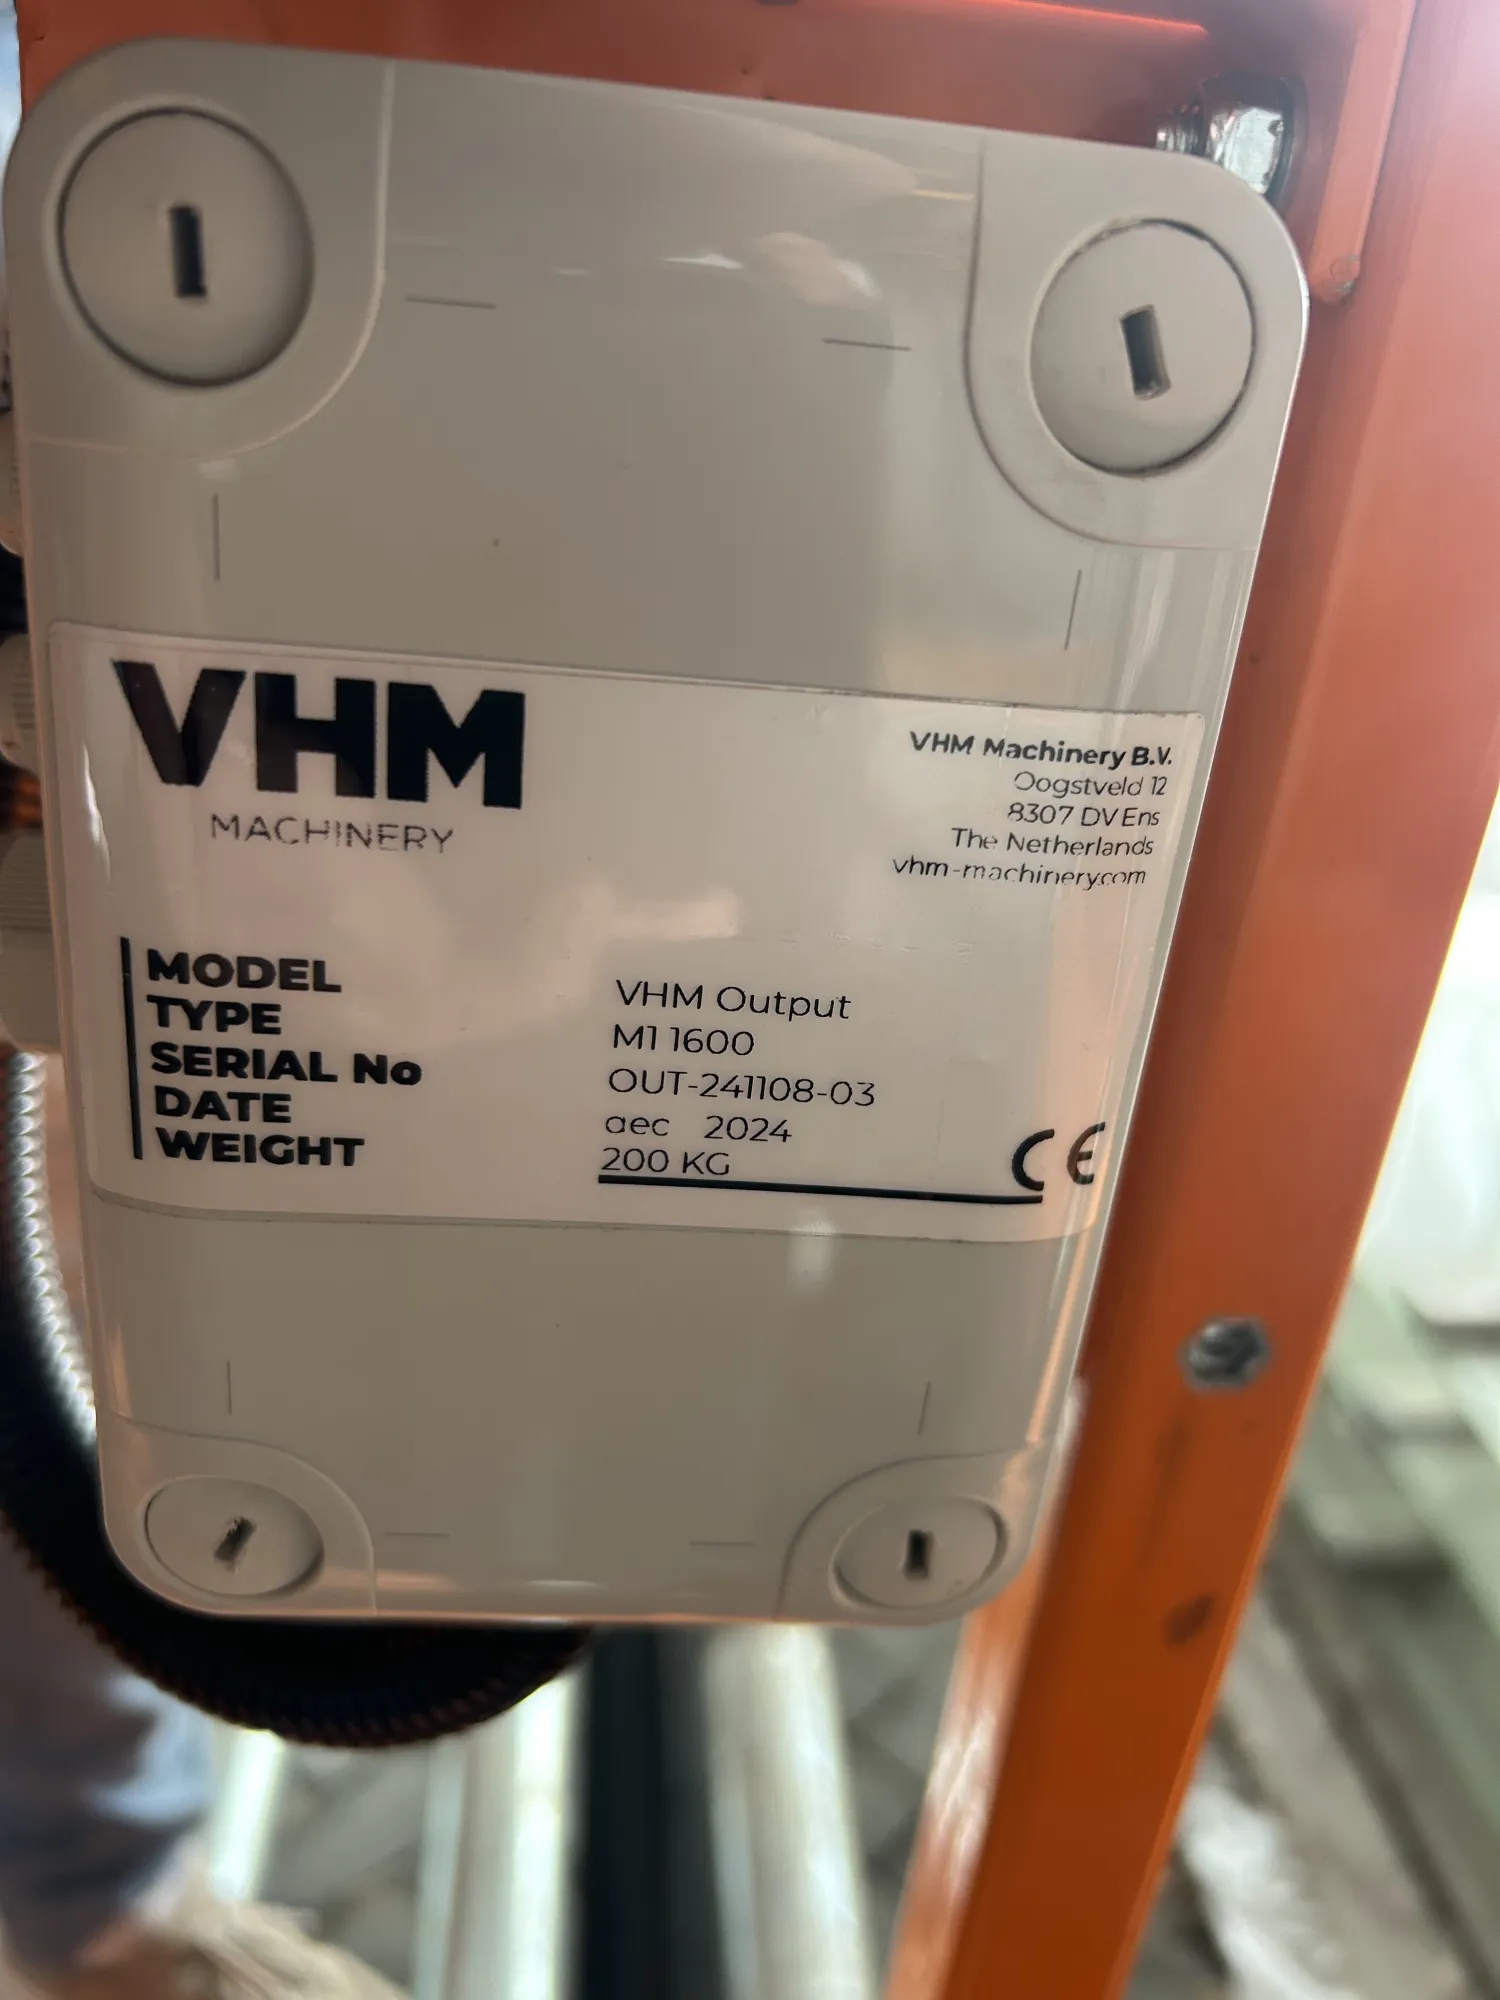 VHM
MACHINERY
VHM Machinery B.V.
Oogstveld 12
8307 DV Ens
The Netherlands
vhm-machinery.com
MODEL VHM Output
TYPE M1 1600
SERIAL No OUT-241108-03
DATE dec 2024
WEIGHT 200 KG
CE